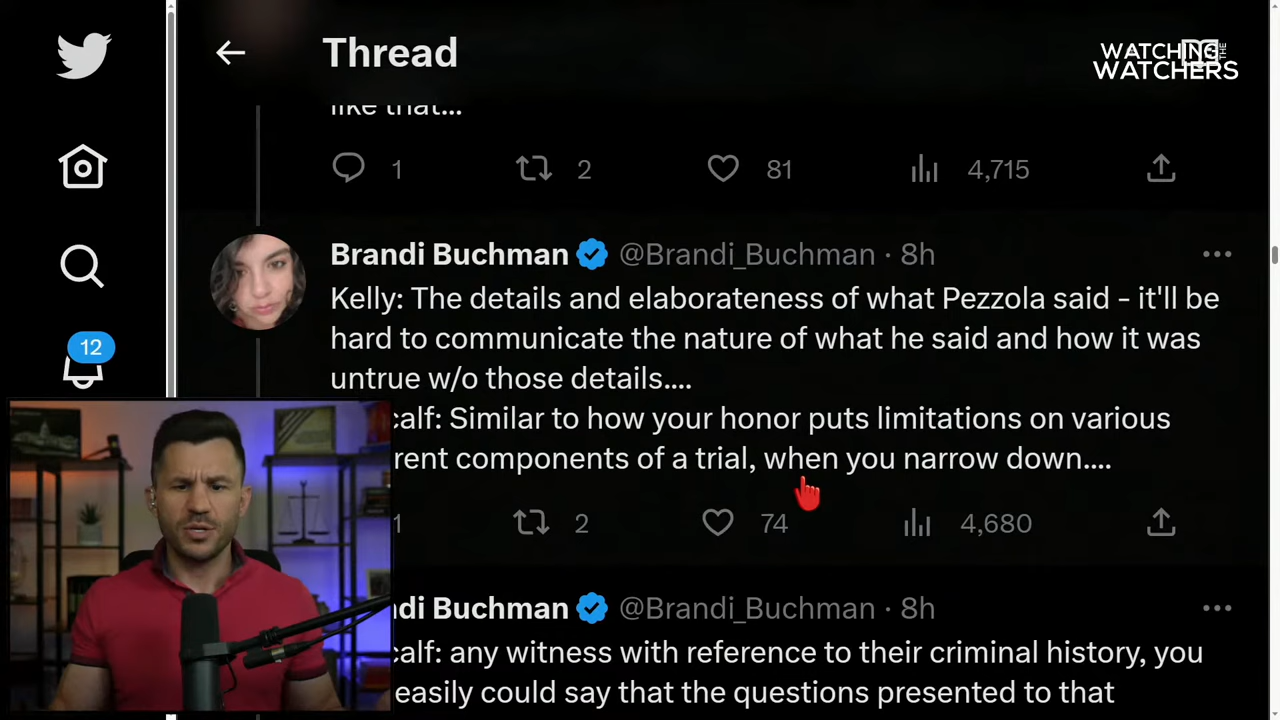 Thread
WATCHING THE
WATCHERS
like that...
1 2 81 4,715
Brandi Buchman @Brandi_Buchman · 8h
Kelly: The details and elaborateness of what Pezzola said - it'll be
hard to communicate the nature of what he said and how it was
untrue w/o those details....
calf: Similar to how your honor puts limitations on various
rent components of a trial, when you narrow down....
12
1 2 74 4,680
di Buchman @Brandi_Buchman · 8h
calf: any witness with reference to their criminal history, you
easily could say that the questions presented to that